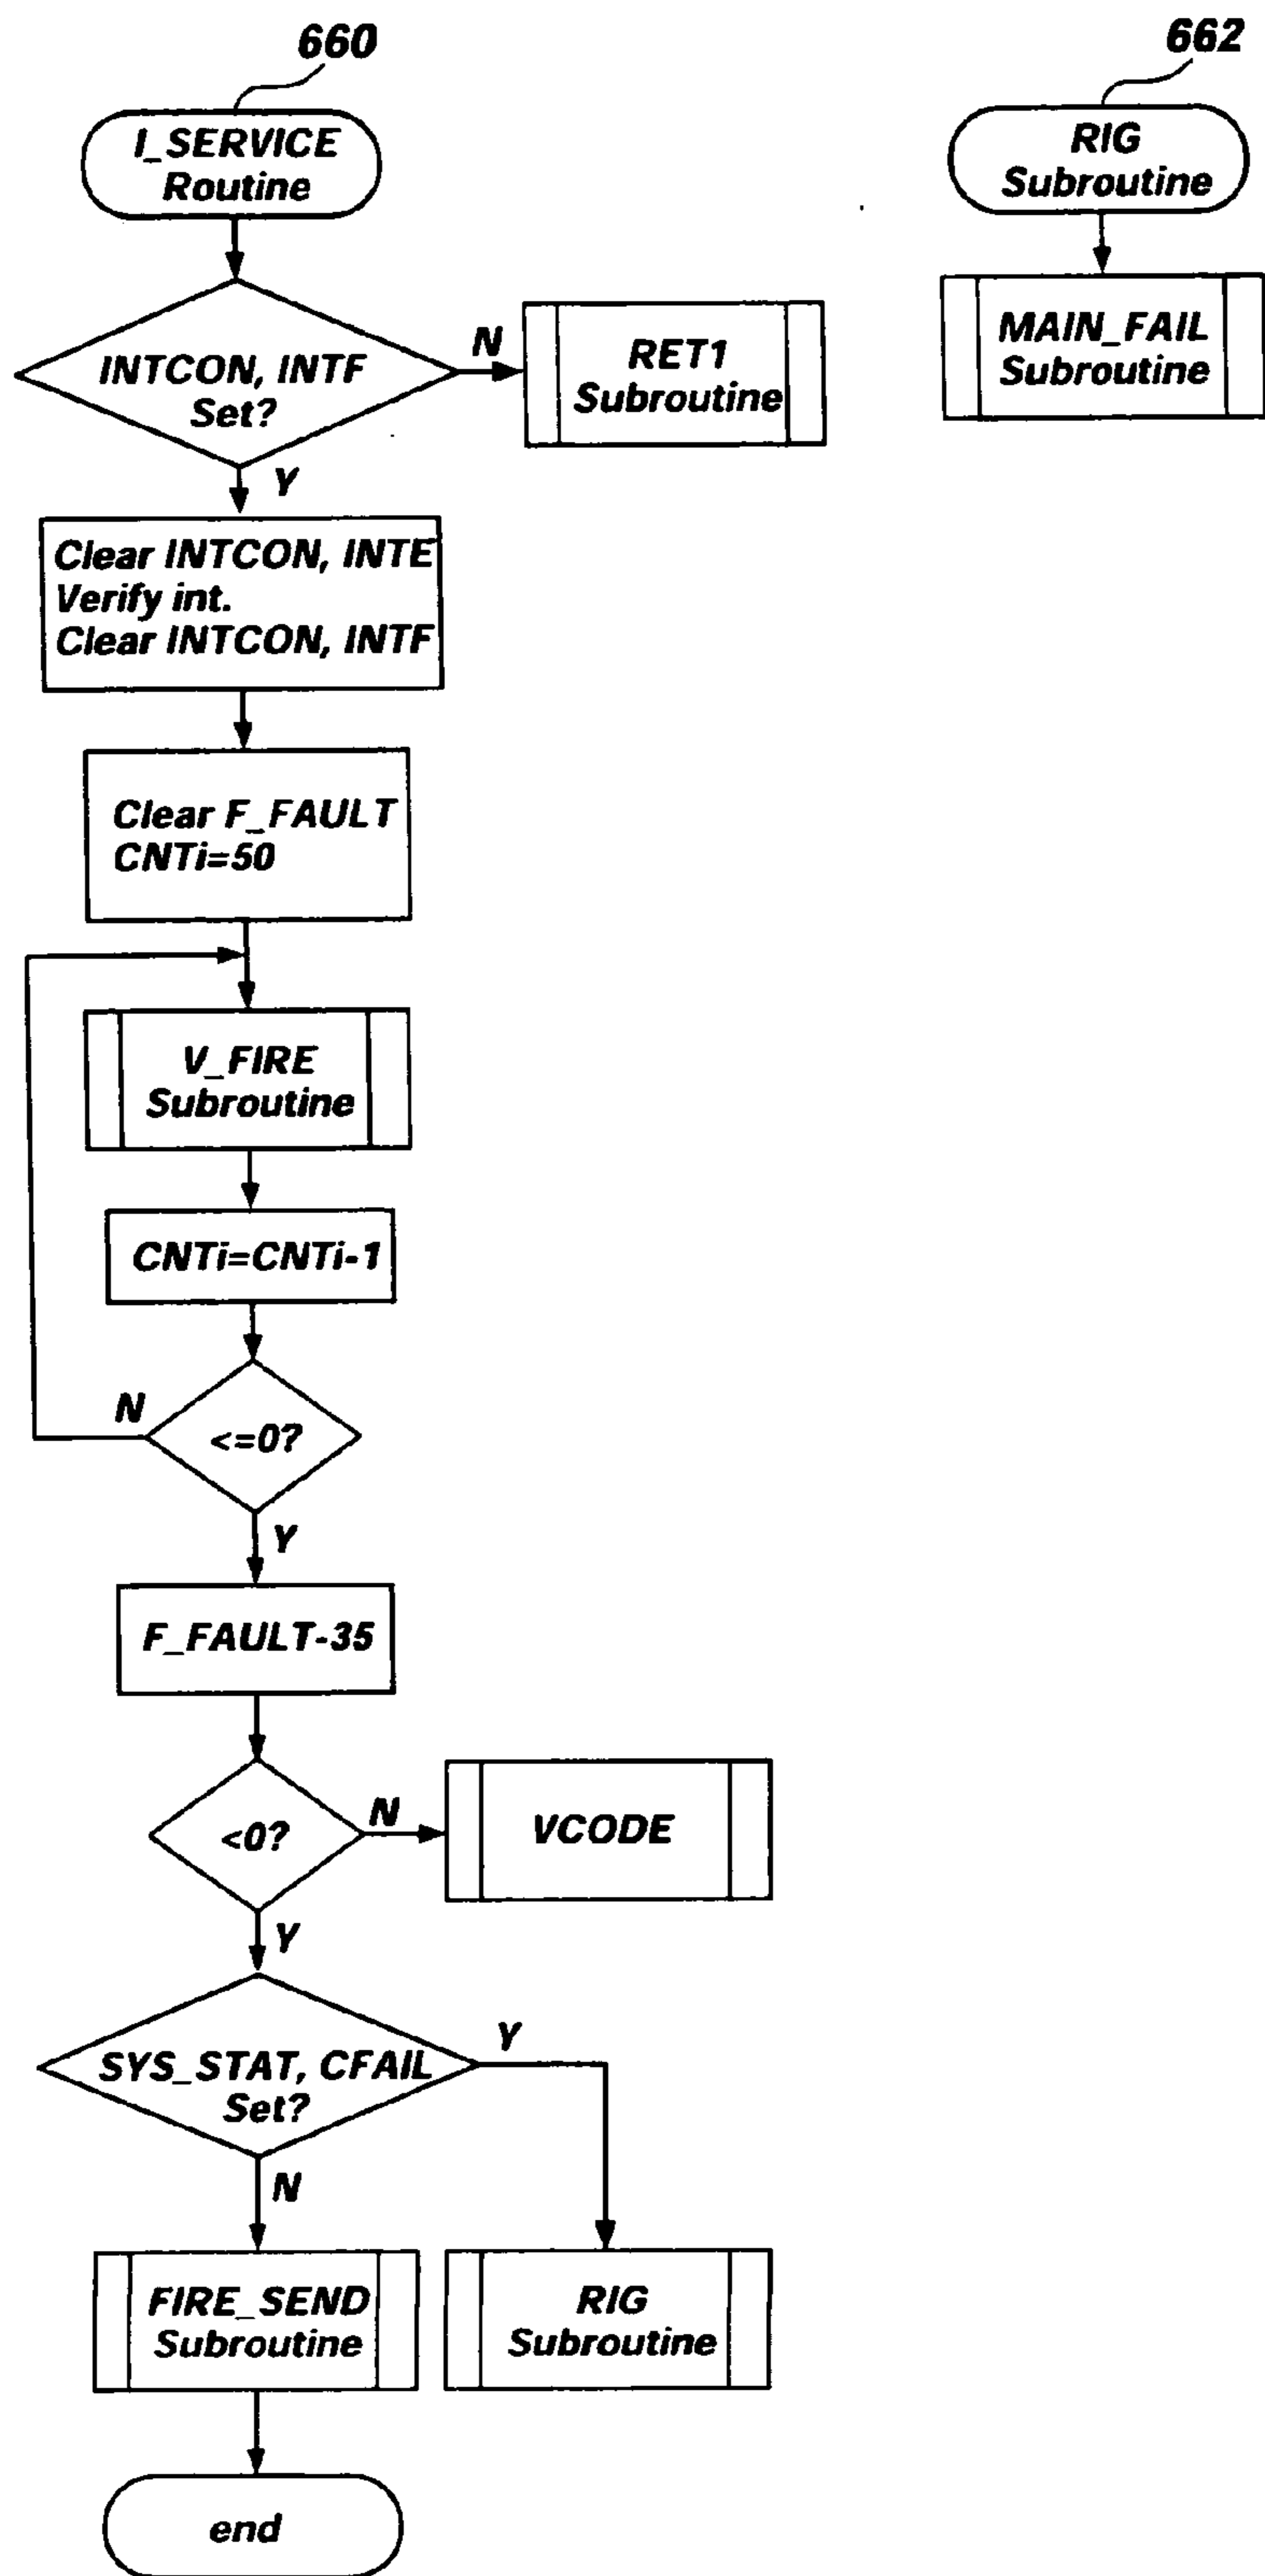 660
I_SERVICE
Routine
INTCON, INTF
Set?
N
RET1
Subroutine
Y
Clear INTCON, INTE
Verify int.
Clear INTCON, INTF
Clear F_FAULT
CNTi=50
V_FIRE
Subroutine
CNTi=CNTi-1
<=0?
N
Y
F_FAULT-35
<0?
N
VCODE
Y
SYS_STAT, CFAIL
Set?
Y
N
FIRE_SEND
Subroutine
RIG
Subroutine
end
662
RIG
Subroutine
MAIN_FAIL
Subroutine